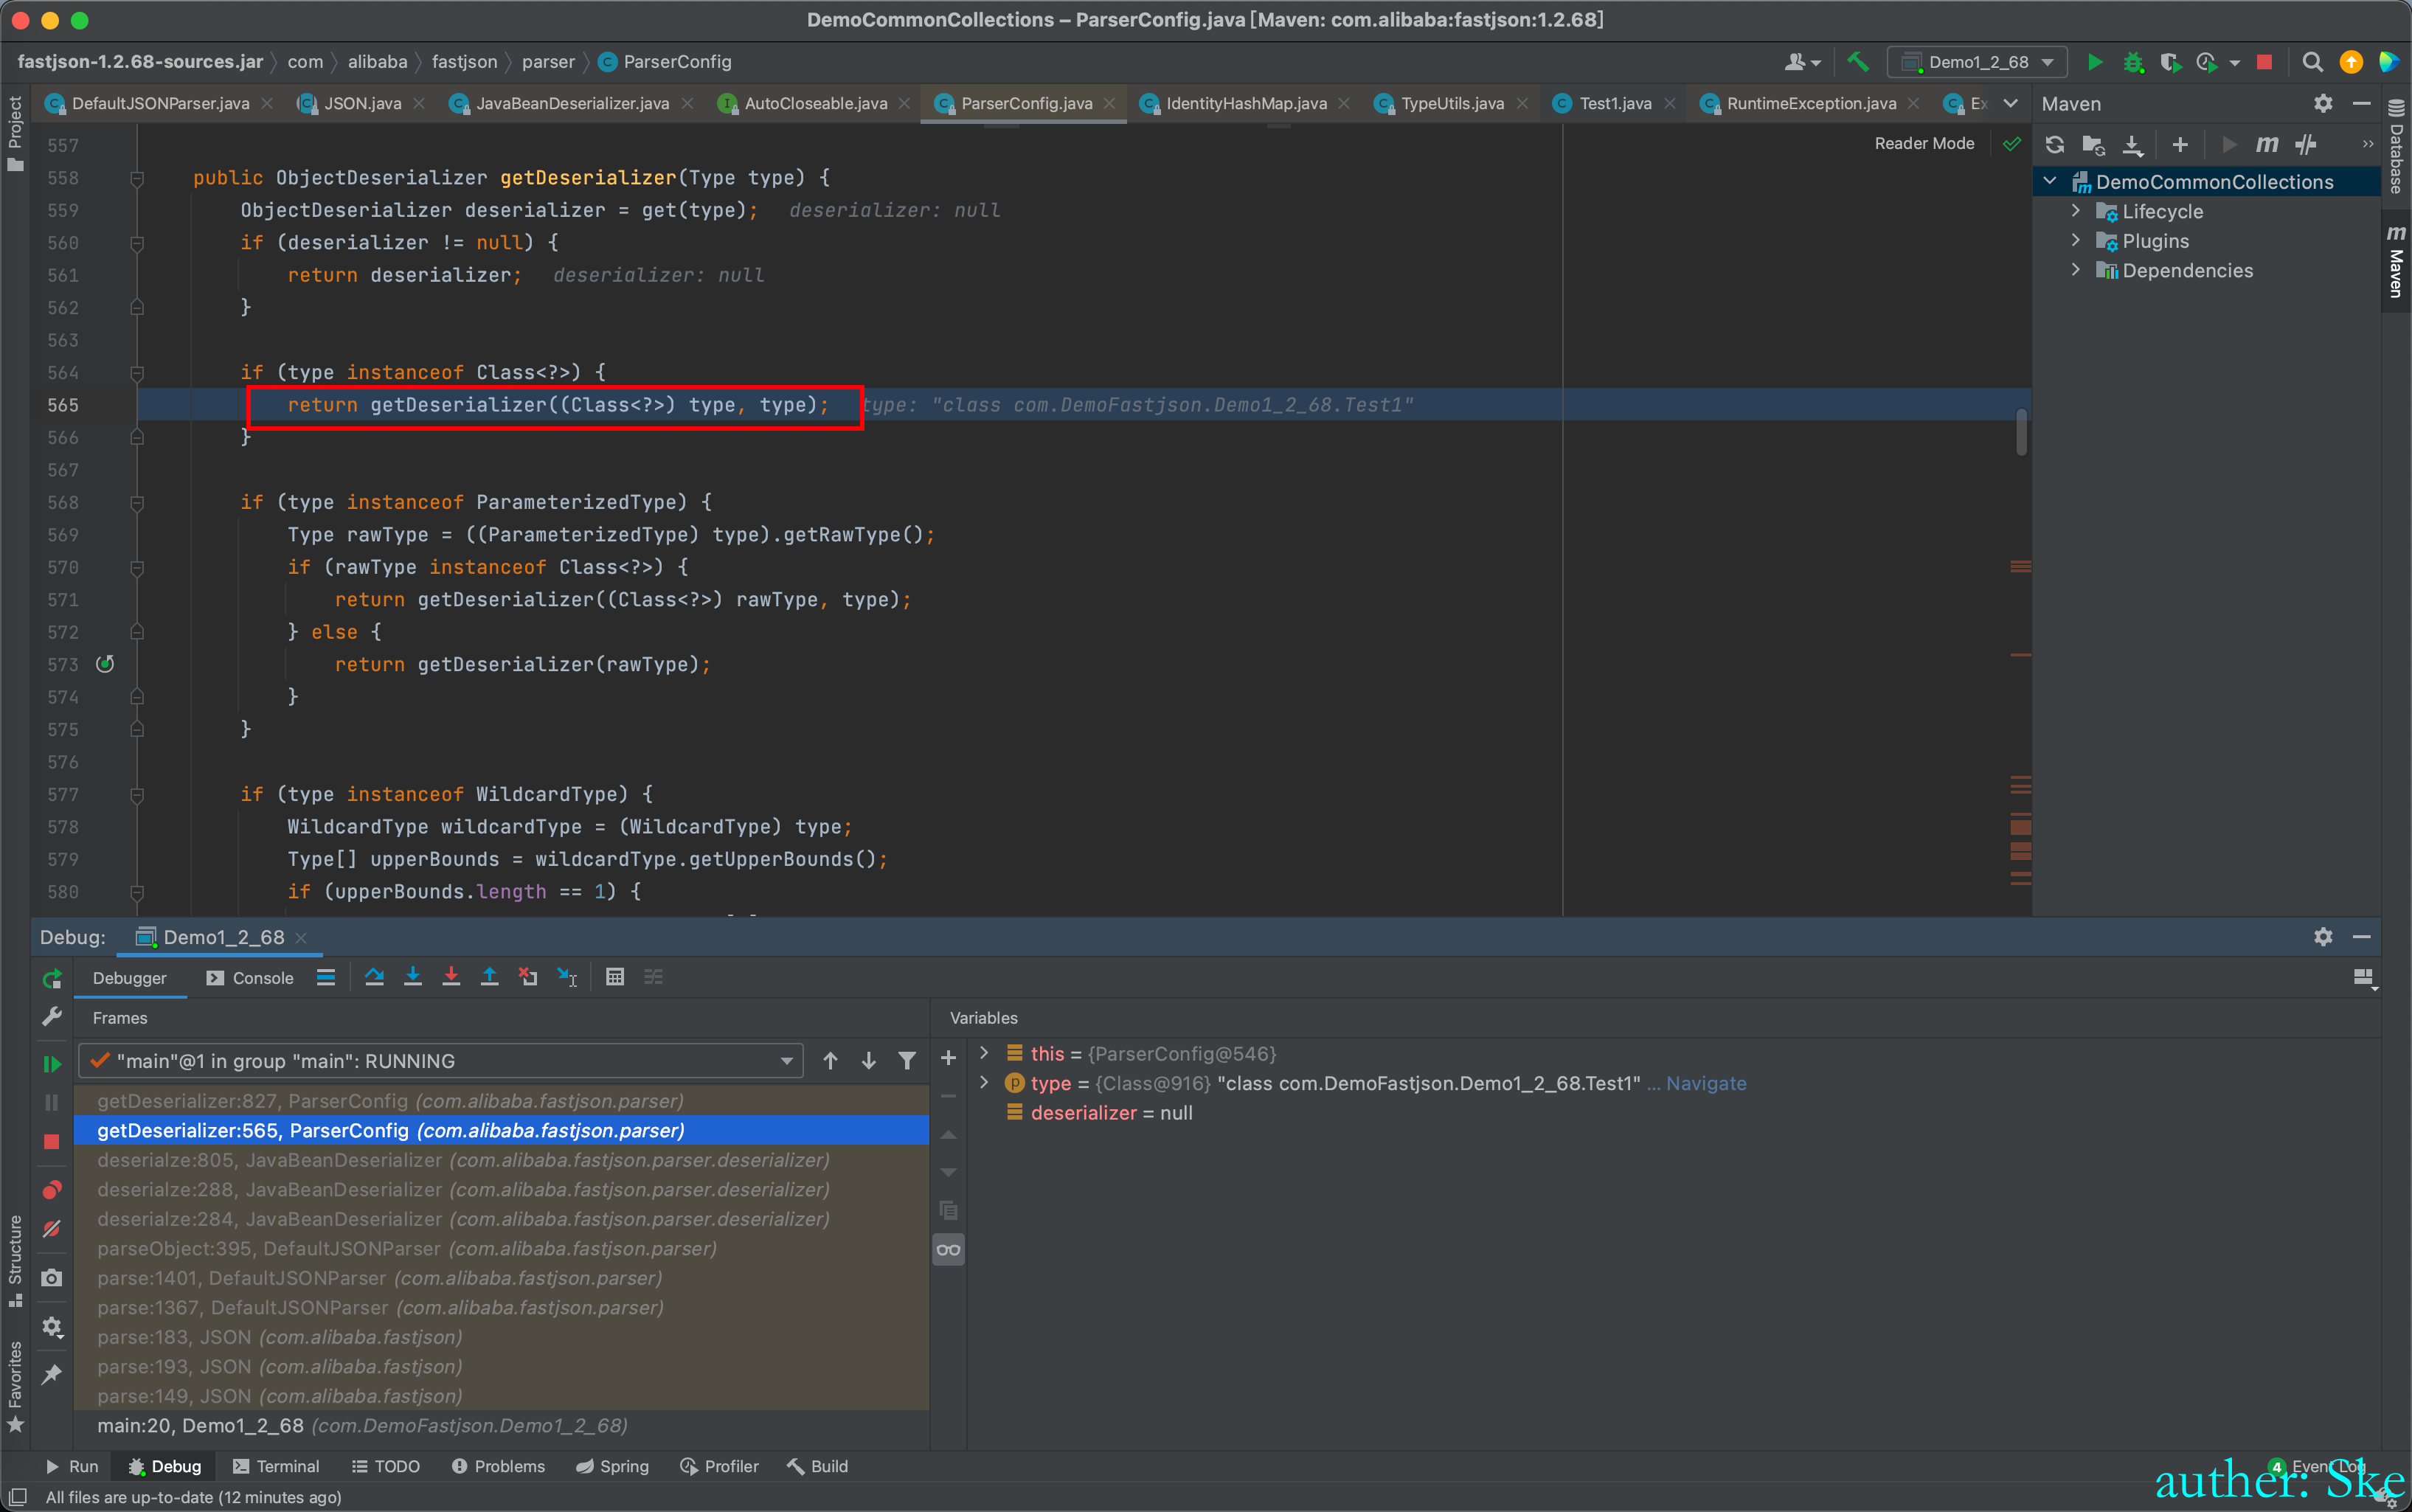 DemoCommonCollections – ParserConfig.java [Maven: com.alibaba:fastjson:1.2.68]
fastjson-1.2.68-sources.jar com alibaba fastjson parser ParserConfig
Demo1_2_68
DefaultJSONParser.java JSON.java JavaBeanDeserializer.java AutoCloseable.java ParserConfig.java IdentityHashMap.java TypeUtils.java Test1.java RuntimeException.java Ex
Maven
Project
Database
Maven
Reader Mode
DemoCommonCollections
Lifecycle
Plugins
Dependencies
557
558 public ObjectDeserializer getDeserializer(Type type) {
559 ObjectDeserializer deserializer = get(type); deserializer: null
560 if (deserializer != null) {
561 return deserializer; deserializer: null
562 }
563
564 if (type instanceof Class<?>) {
565 return getDeserializer((Class<?>) type, type); type: "class com.DemoFastjson.Demo1_2_68.Test1"
566 }
567
568 if (type instanceof ParameterizedType) {
569 Type rawType = ((ParameterizedType) type).getRawType();
570 if (rawType instanceof Class<?>) {
571 return getDeserializer((Class<?>) rawType, type);
572 } else {
573 return getDeserializer(rawType);
574 }
575 }
576
577 if (type instanceof WildcardType) {
578 WildcardType wildcardType = (WildcardType) type;
579 Type[] upperBounds = wildcardType.getUpperBounds();
580 if (upperBounds.length == 1) {
Debug: Demo1_2_68
Debugger Console
Frames
Variables
"main"@1 in group "main": RUNNING
getDeserializer:827, ParserConfig (com.alibaba.fastjson.parser)
getDeserializer:565, ParserConfig (com.alibaba.fastjson.parser)
deserialze:805, JavaBeanDeserializer (com.alibaba.fastjson.parser.deserializer)
deserialze:288, JavaBeanDeserializer (com.alibaba.fastjson.parser.deserializer)
deserialze:284, JavaBeanDeserializer (com.alibaba.fastjson.parser.deserializer)
parseObject:395, DefaultJSONParser (com.alibaba.fastjson.parser)
parse:1401, DefaultJSONParser (com.alibaba.fastjson.parser)
parse:1367, DefaultJSONParser (com.alibaba.fastjson.parser)
parse:183, JSON (com.alibaba.fastjson)
parse:193, JSON (com.alibaba.fastjson)
parse:149, JSON (com.alibaba.fastjson)
main:20, Demo1_2_68 (com.DemoFastjson.Demo1_2_68)
this = {ParserConfig@546}
type = {Class@916} "class com.DemoFastjson.Demo1_2_68.Test1" ... Navigate
deserializer = null
Structure
Favorites
Run Debug Terminal TODO Problems Spring Profiler Build
4 Event Log
All files are up-to-date (12 minutes ago)
auther: Ske